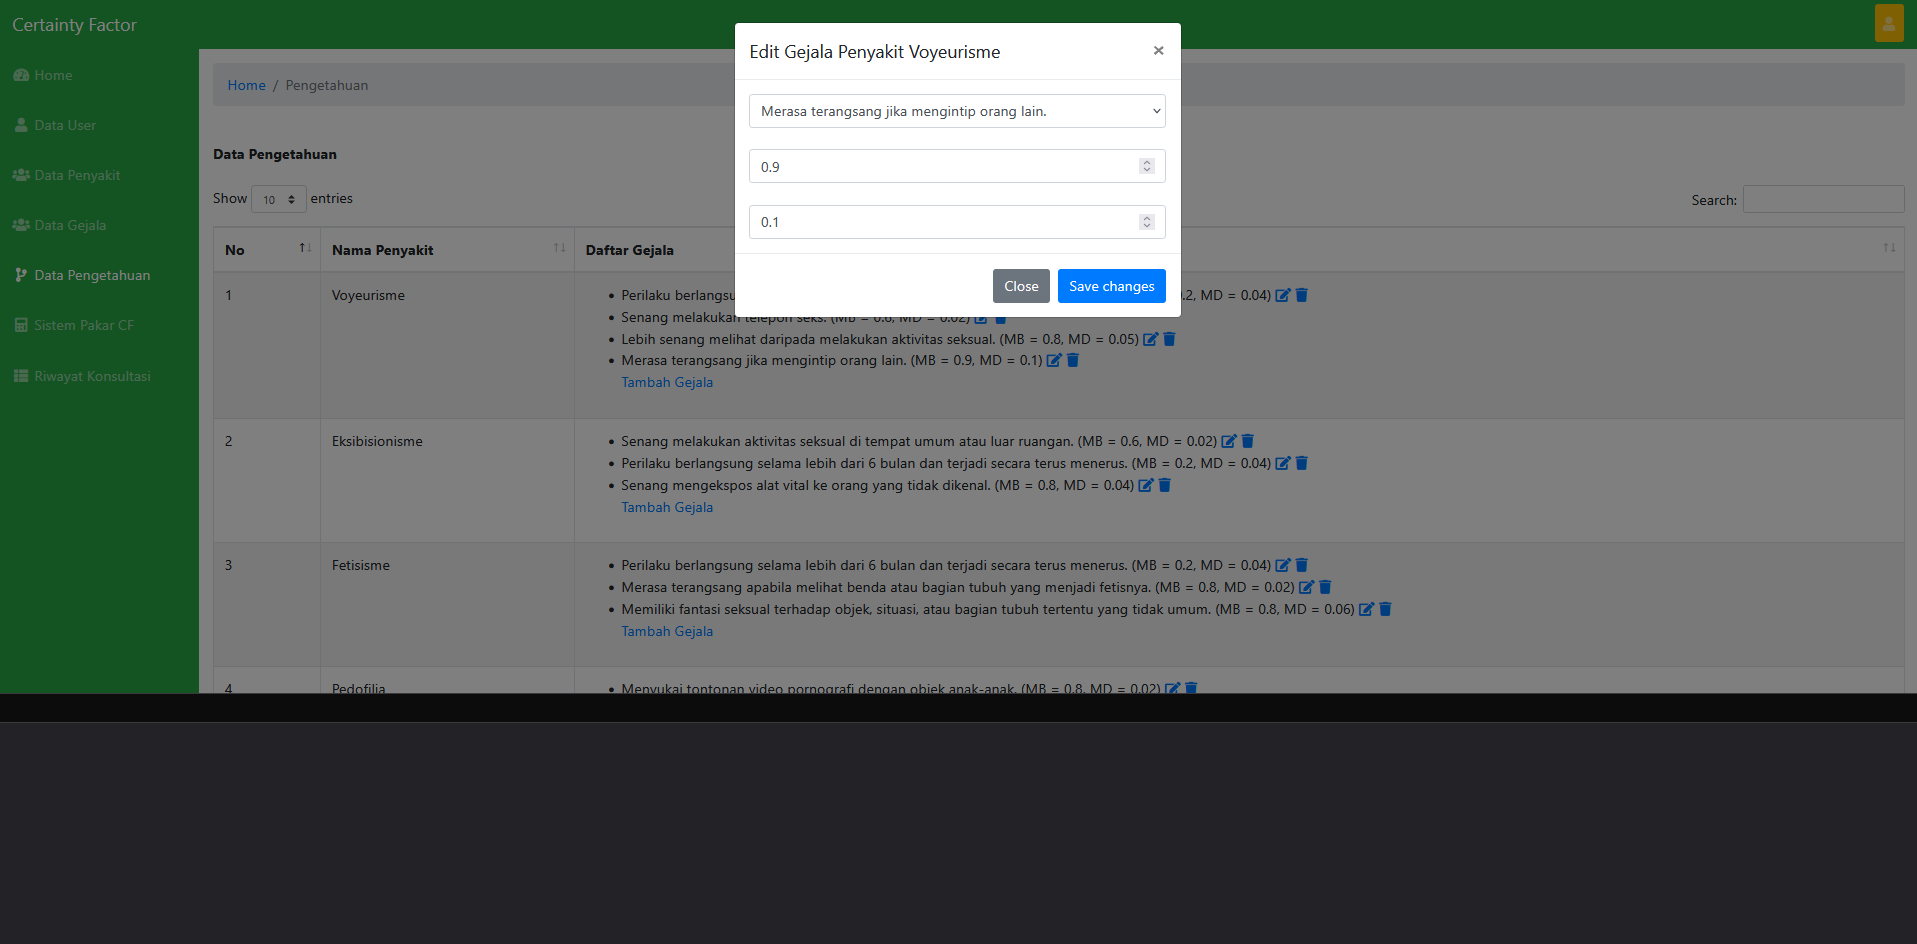 Certainty Factor
Edit Gejala Penyakit Voyeurisme ×
Merasa terangsang jika mengintip orang lain.
0.9
0.1
Close Save changes
Home
Data User
Data Penyakit
Data Gejala
Data Pengetahuan
Sistem Pakar CF
Riwayat Konsultasi
Home / Pengetahuan
Data Pengetahuan
Show 10 entries
Search:
No Nama Penyakit Daftar Gejala
1 Voyeurisme
Perilaku berlangsu .2, MD = 0.04)
Senang melakukan telepon seks. (MB = 0.6, MD = 0.02)
Lebih senang melihat daripada melakukan aktivitas seksual. (MB = 0.8, MD = 0.05)
Merasa terangsang jika mengintip orang lain. (MB = 0.9, MD = 0.1)
Tambah Gejala
2 Eksibisionisme
Senang melakukan aktivitas seksual di tempat umum atau luar ruangan. (MB = 0.6, MD = 0.02)
Perilaku berlangsung selama lebih dari 6 bulan dan terjadi secara terus menerus. (MB = 0.2, MD = 0.04)
Senang mengekspos alat vital ke orang yang tidak dikenal. (MB = 0.8, MD = 0.04)
Tambah Gejala
3 Fetisisme
Perilaku berlangsung selama lebih dari 6 bulan dan terjadi secara terus menerus. (MB = 0.2, MD = 0.04)
Merasa terangsang apabila melihat benda atau bagian tubuh yang menjadi fetisnya. (MB = 0.8, MD = 0.02)
Memiliki fantasi seksual terhadap objek, situasi, atau bagian tubuh tertentu yang tidak umum. (MB = 0.8, MD = 0.06)
Tambah Gejala
4 Pedofilia
Menyukai tontonan video pornografi dengan objek anak-anak. (MB = 0.8, MD = 0.02)